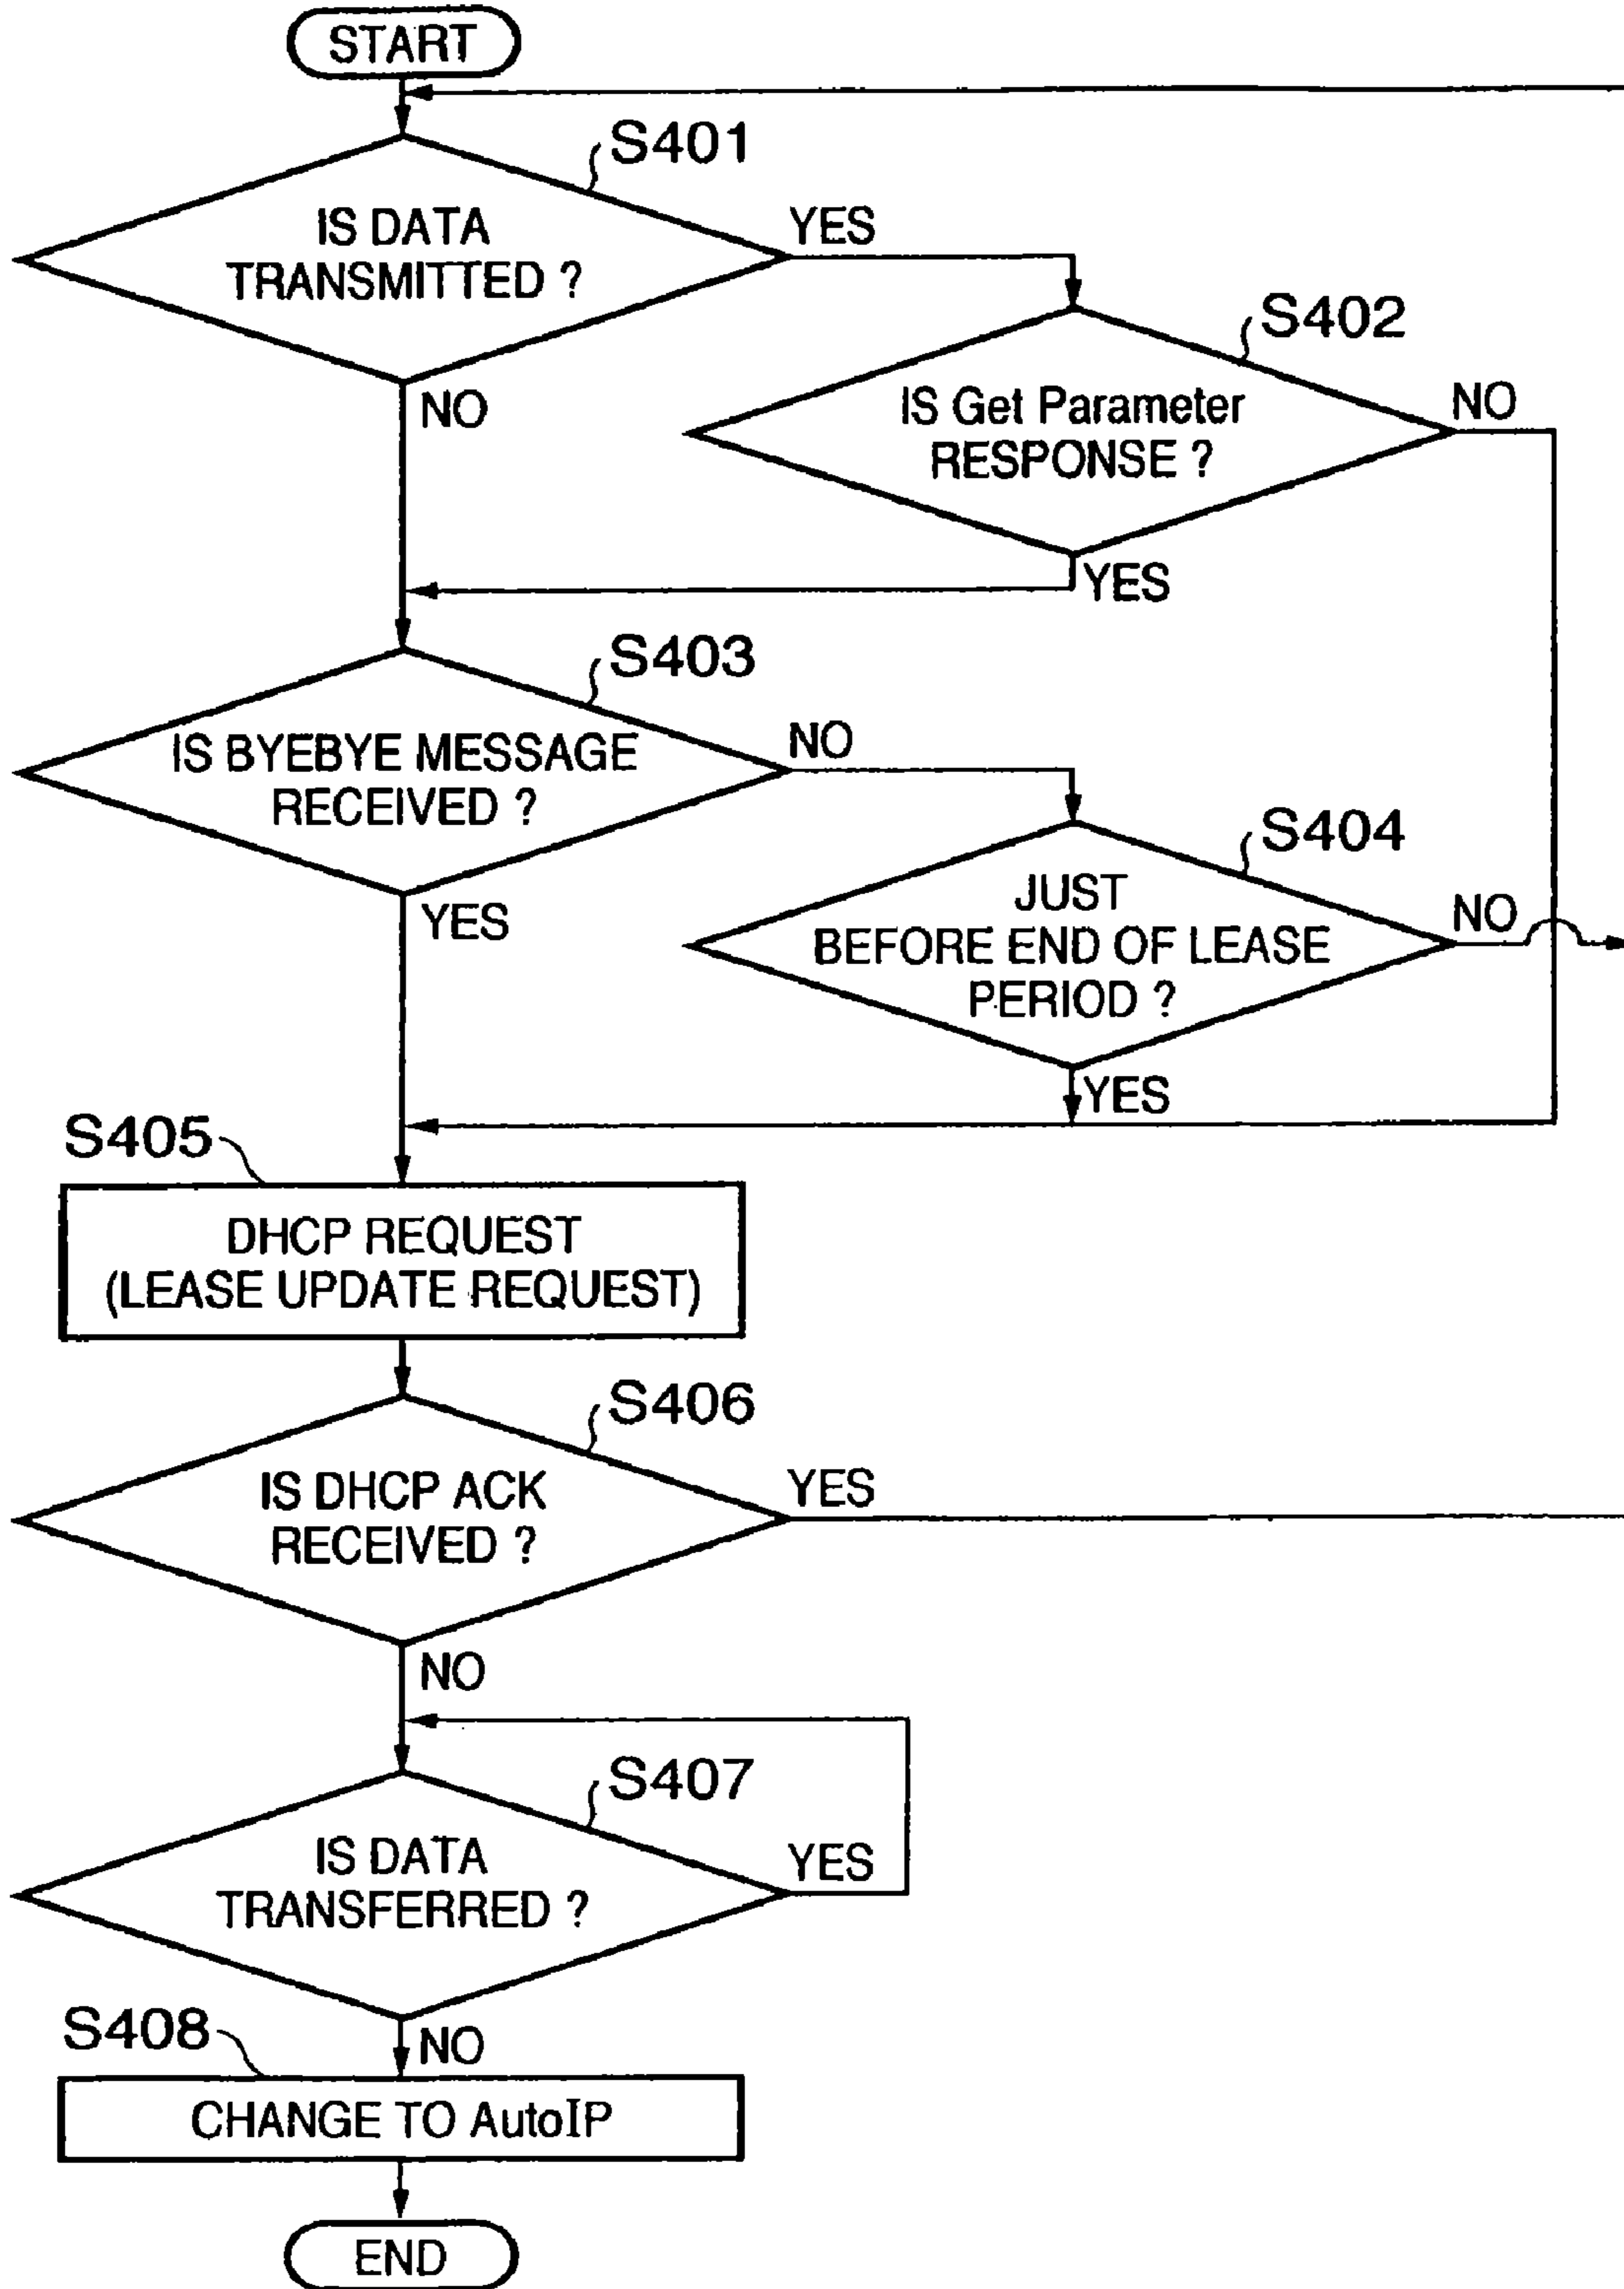 START
S401
IS DATA
TRANSMITTED ?
YES
NO
S402
IS Get Parameter
RESPONSE ?
NO
YES
S403
IS BYEBYE MESSAGE
RECEIVED ?
NO
YES
S404
JUST
BEFORE END OF LEASE
PERIOD ?
NO
YES
S405
DHCP REQUEST
(LEASE UPDATE REQUEST)
S406
IS DHCP ACK
RECEIVED ?
YES
NO
S407
IS DATA
TRANSFERRED ?
YES
NO
S408
CHANGE TO AutoIP
END